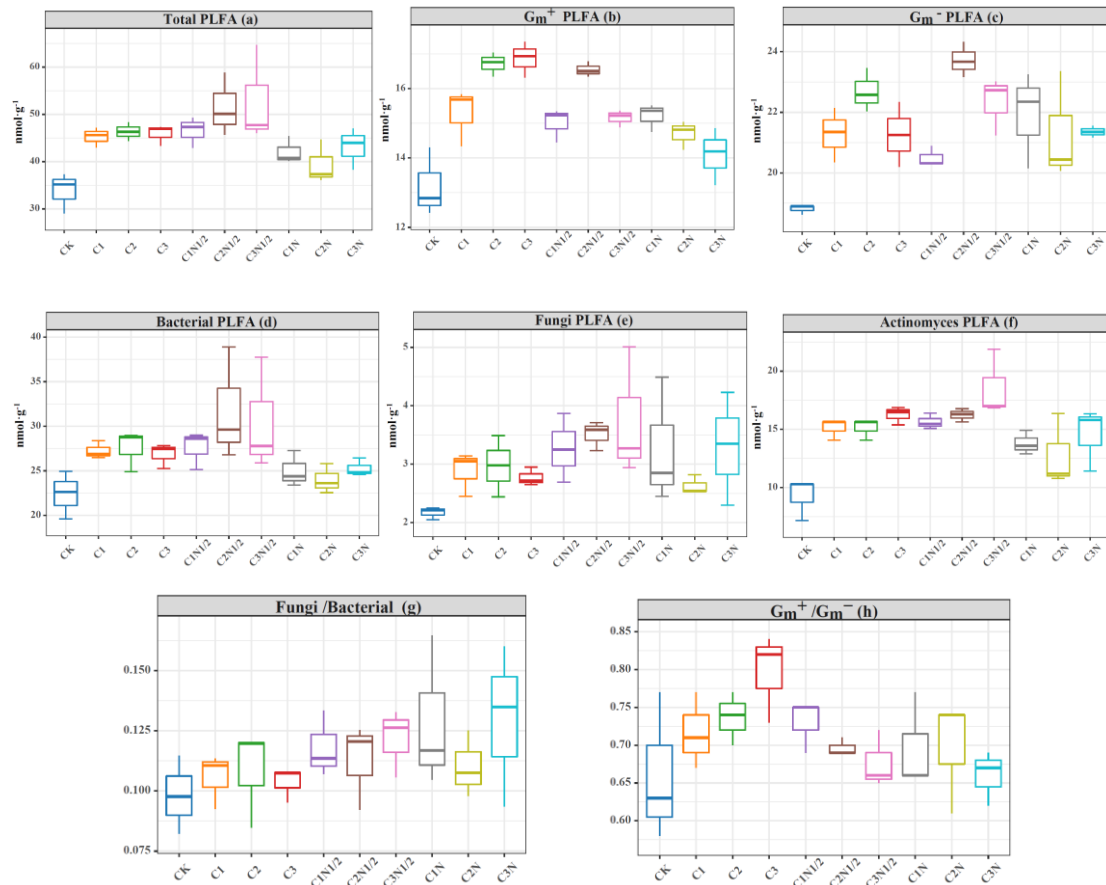 Total PLFA (a)
nmol·g⁻¹
60
50
40
30
CK C1 C2 C3 C1N1/2 C2N1/2 C3N1/2 C1N C2N C3N
Gm⁺ PLFA (b)
nmol·g⁻¹
16
15
14
12
CK C1 C2 C3 C1N1/2 C2N1/2 C3N1/2 C1N C2N C3N
Gm⁻ PLFA (c)
nmol·g⁻¹
24
22
20
CK C1 C2 C3 C1N1/2 C2N1/2 C3N1/2 C1N C2N C3N
Bacterial PLFA (d)
nmol·g⁻¹
40
35
30
25
20
CK C1 C2 C3 C1N1/2 C2N1/2 C3N1/2 C1N C2N C3N
Fungi PLFA (e)
nmol·g⁻¹
5
4
3
2
CK C1 C2 C3 C1N1/2 C2N1/2 C3N1/2 C1N C2N C3N
Actinomyces PLFA (f)
nmol·g⁻¹
25
20
15
10
CK C1 C2 C3 C1N1/2 C2N1/2 C3N1/2 C1N C2N C3N
Fungi /Bacterial (g)
0.150
0.125
0.100
0.075
CK C1 C2 C3 C1N1/2 C2N1/2 C3N1/2 C1N C2N C3N
Gm⁺ /Gm⁻ (h)
0.85
0.80
0.75
0.70
0.65
0.60
CK C1 C2 C3 C1N1/2 C2N1/2 C3N1/2 C1N C2N C3N